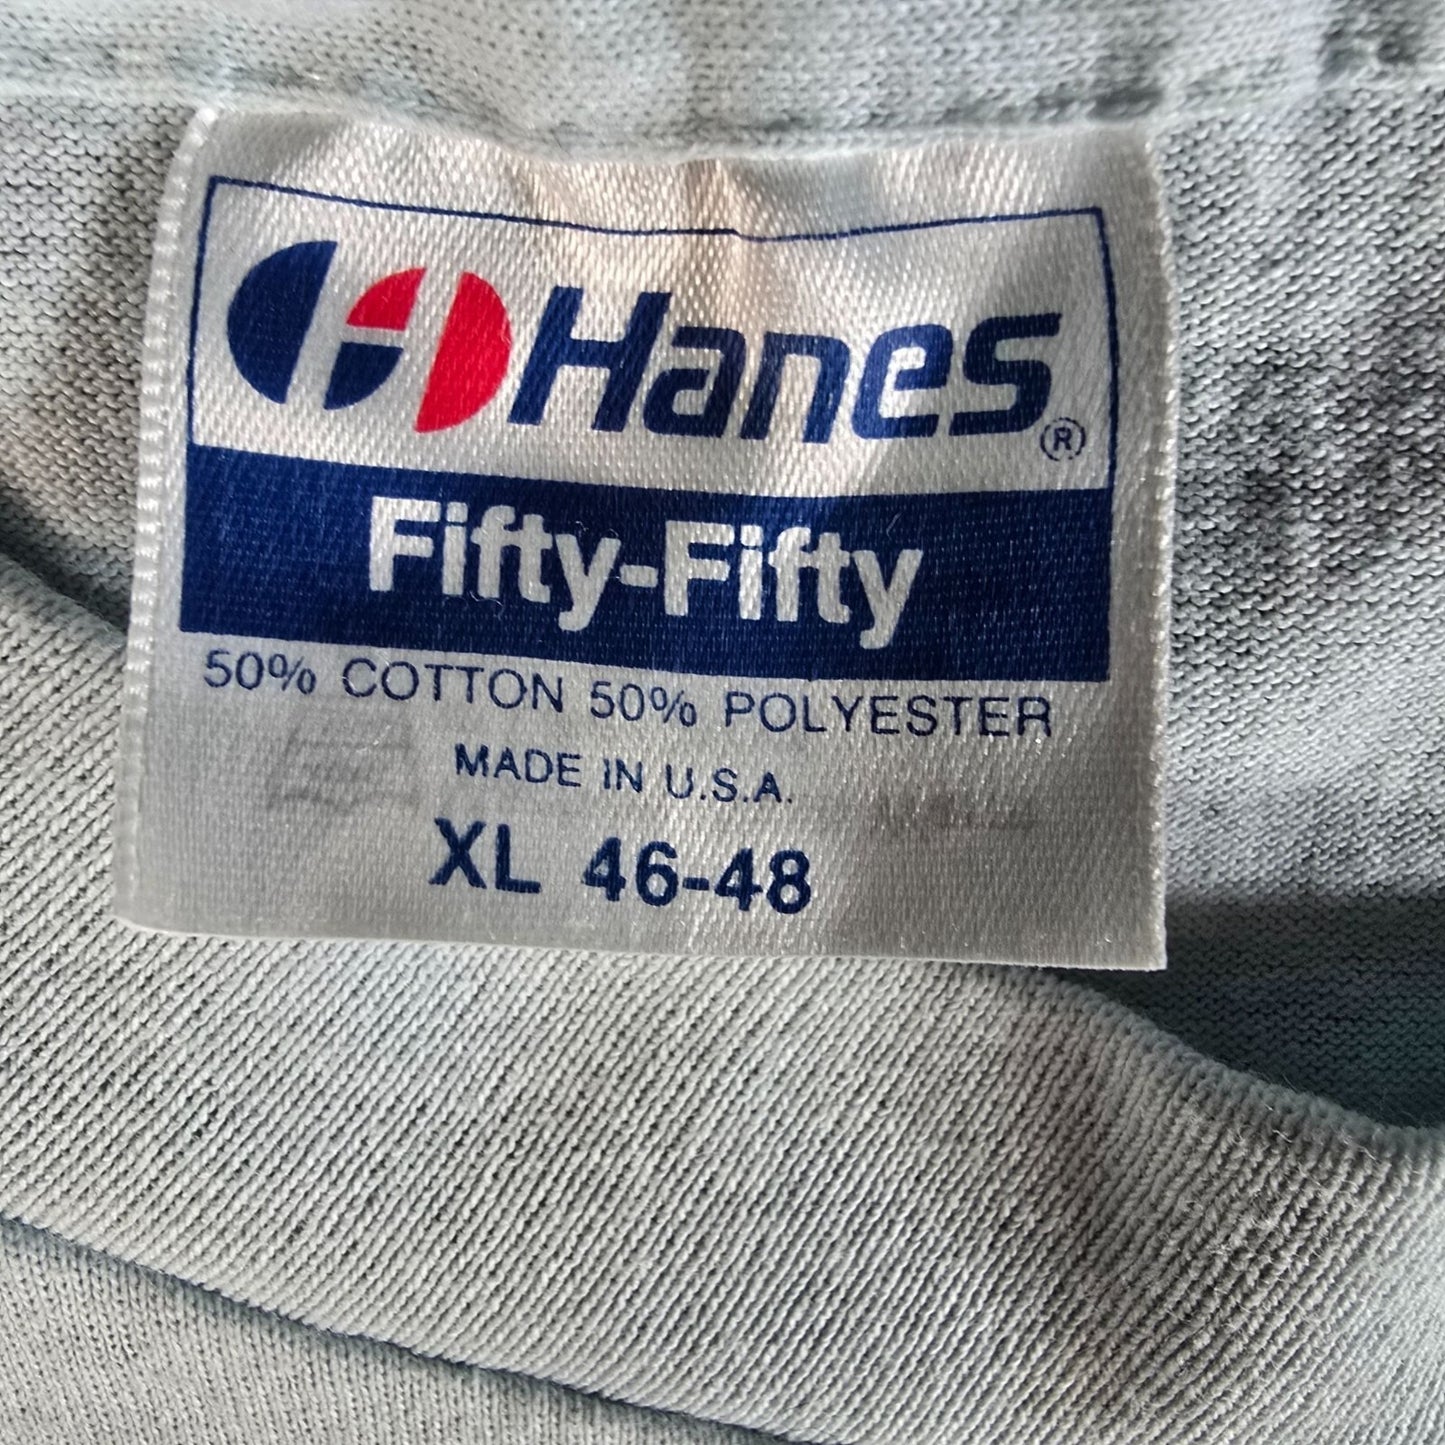 Hanes®
Fifty-Fifty
50% COTTON 50% POLYESTER
MADE IN U.S.A.
XL 46-48